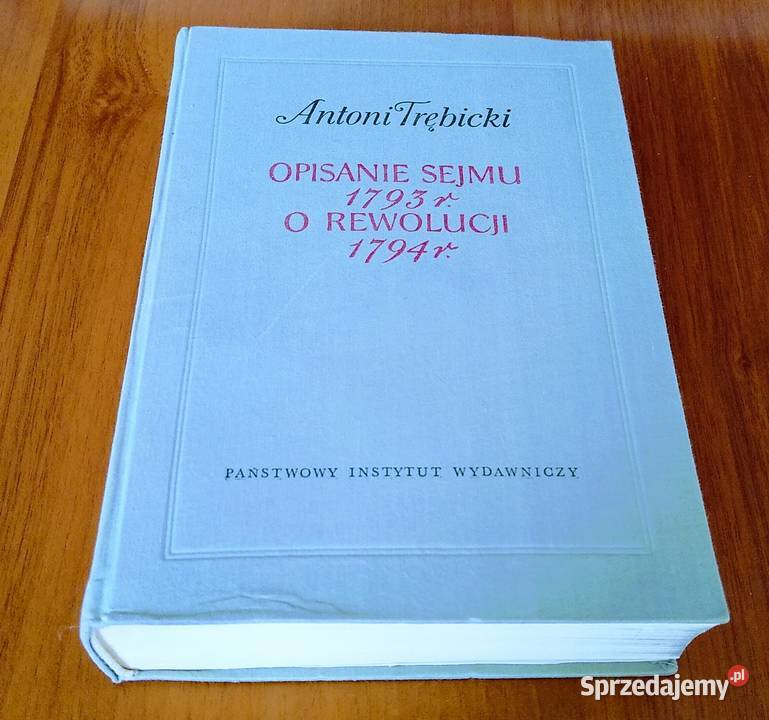 Antoni Trębicki
OPISANIE SEJMU
1793 r.
O REWOLUCJI
1794 r.
PAŃSTWOWY INSTYTUT WYDAWNICZY
Sprzedajemy.pl